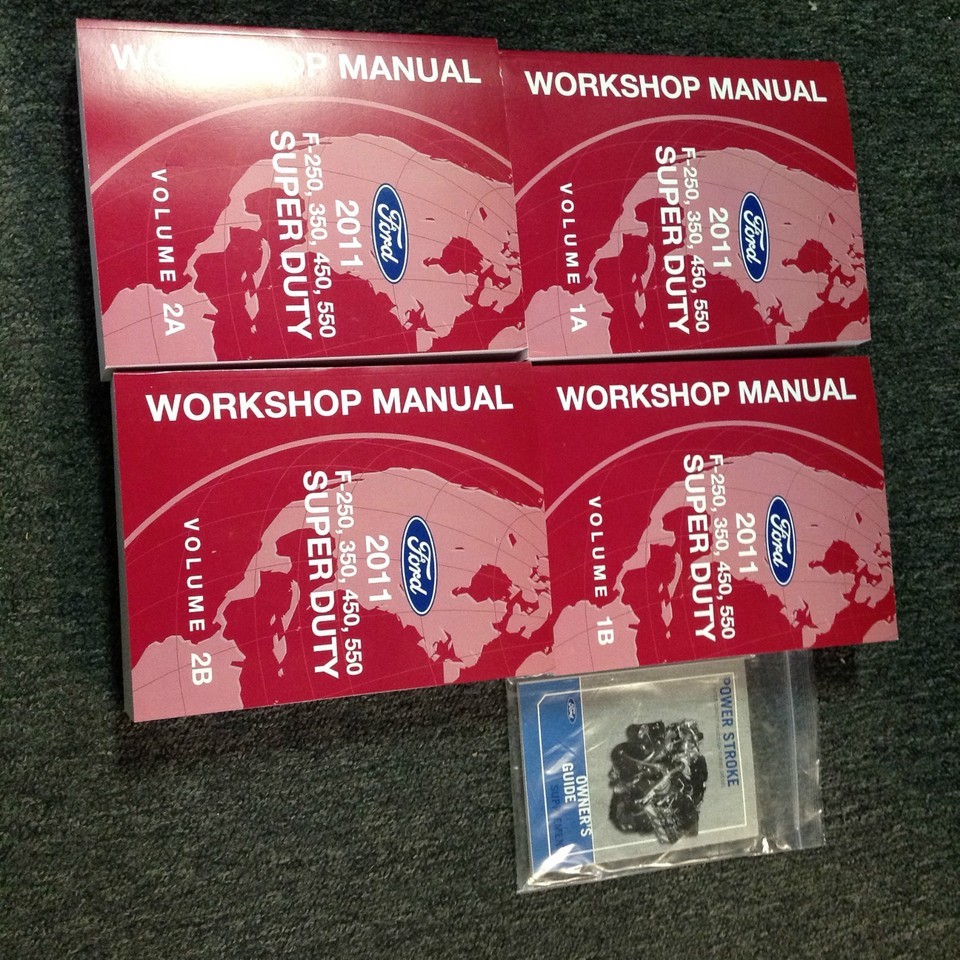 WORKSHOP MANUAL
Ford
2011
F-250, 350, 450, 550
SUPER DUTY
VOLUME 2A
WORKSHOP MANUAL
Ford
2011
F-250, 350, 450, 550
SUPER DUTY
VOLUME 1A
WORKSHOP MANUAL
Ford
2011
F-250, 350, 450, 550
SUPER DUTY
VOLUME 2B
WORKSHOP MANUAL
Ford
2011
F-250, 350, 450, 550
SUPER DUTY
VOLUME 1B
POWER STROKE
Ford
OWNER'S
GUIDE